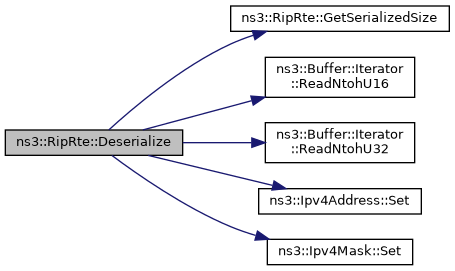 ns3::RipRte::GetSerializedSize
ns3::Buffer::Iterator
::ReadNtohU16
ns3::RipRte::Deserialize
ns3::Buffer::Iterator
::ReadNtohU32
ns3::Ipv4Address::Set
ns3::Ipv4Mask::Set